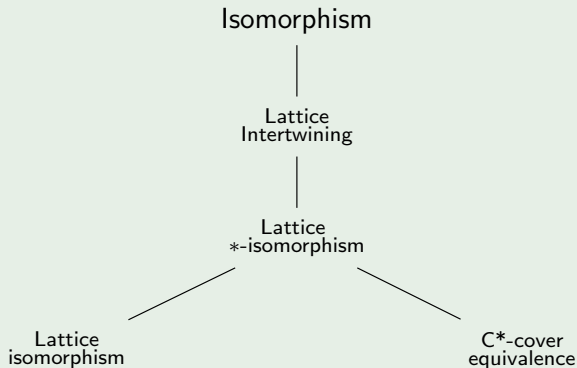 Isomorphism
Lattice
Intertwining
Lattice
*-isomorphism
Lattice
isomorphism
C*-cover
equivalence